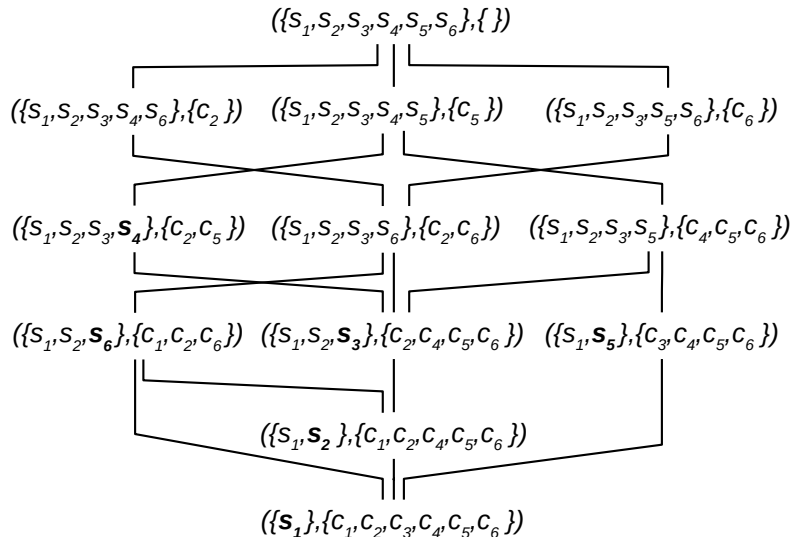 ({s₁,s₂,s₃,s₄,s₅,s₆},{ })
({s₁,s₂,s₃,s₄,s₆},{c₂ }) ({s₁,s₂,s₃,s₄,s₅},{c₅ }) ({s₁,s₂,s₃,s₅,s₆},{c₆ })
({s₁,s₂,s₃,s₄},{c₂,c₅ }) ({s₁,s₂,s₃,s₆},{c₂,c₆ }) ({s₁,s₂,s₃,s₅},{c₄,c₅,c₆ })
({s₁,s₂,s₆},{c₁,c₂,c₆}) ({s₁,s₂,s₃},{c₂,c₄,c₅,c₆ }) ({s₁,s₅},{c₃,c₄,c₅,c₆ })
({s₁,s₂ },{c₁,c₂,c₄,c₅,c₆ })
({s₁},{c₁,c₂,c₃,c₄,c₅,c₆ })